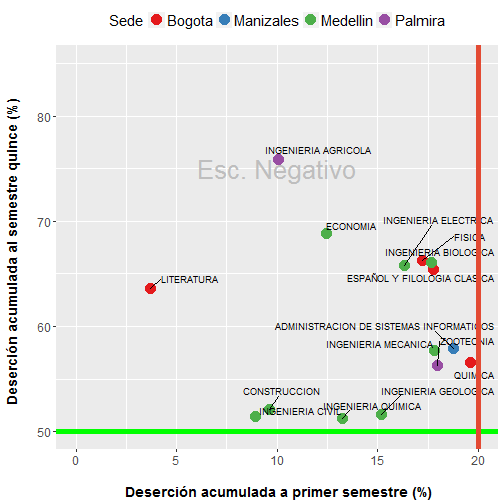 Sede Bogota Manizales Medellin Palmira
Deserción acumulada al semestre quince (%)
80
70
60
50
INGENIERIA AGRICOLA
Esc. Negativo
INGENIERIA ELECTRICA
ECONOMIA
FISICA
INGENIERIA BIOLOGICA
LITERATURA
ESPAÑOL Y FILOLOGIA CLASICA
ADMINISTRACION DE SISTEMAS INFORMATICOS
INGENIERIA MECANICA
ZOOTECNIA
QUIMICA
CONSTRUCCION
INGENIERIA GEOLOGICA
INGENIERIA QUIMICA
INGENIERIA CIVIL
0 5 10 15 20
Deserción acumulada a primer semestre (%)